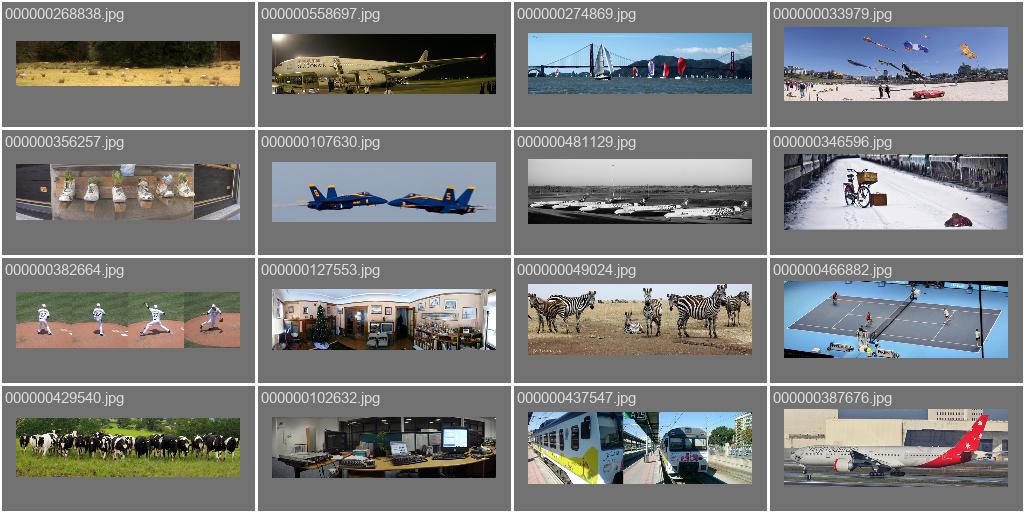 000000268838.jpg
000000558697.jpg
000000274869.jpg
000000033979.jpg
000000356257.jpg
000000107630.jpg
000000481129.jpg
000000346596.jpg
000000382664.jpg
000000127553.jpg
000000049024.jpg
000000466882.jpg
000000429540.jpg
000000102632.jpg
000000437547.jpg
000000387676.jpg